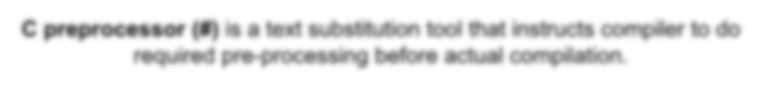 C preprocessor (#) is a text substitution tool that instructs compiler to do
required pre-processing before actual compilation.